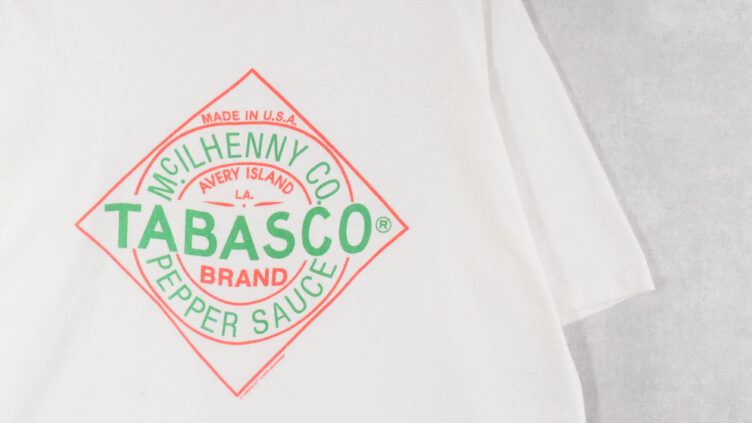 MADE IN U.S.A.
McILHENNY CO.
AVERY ISLAND
LA.
TABASCO®
BRAND
PEPPER SAUCE